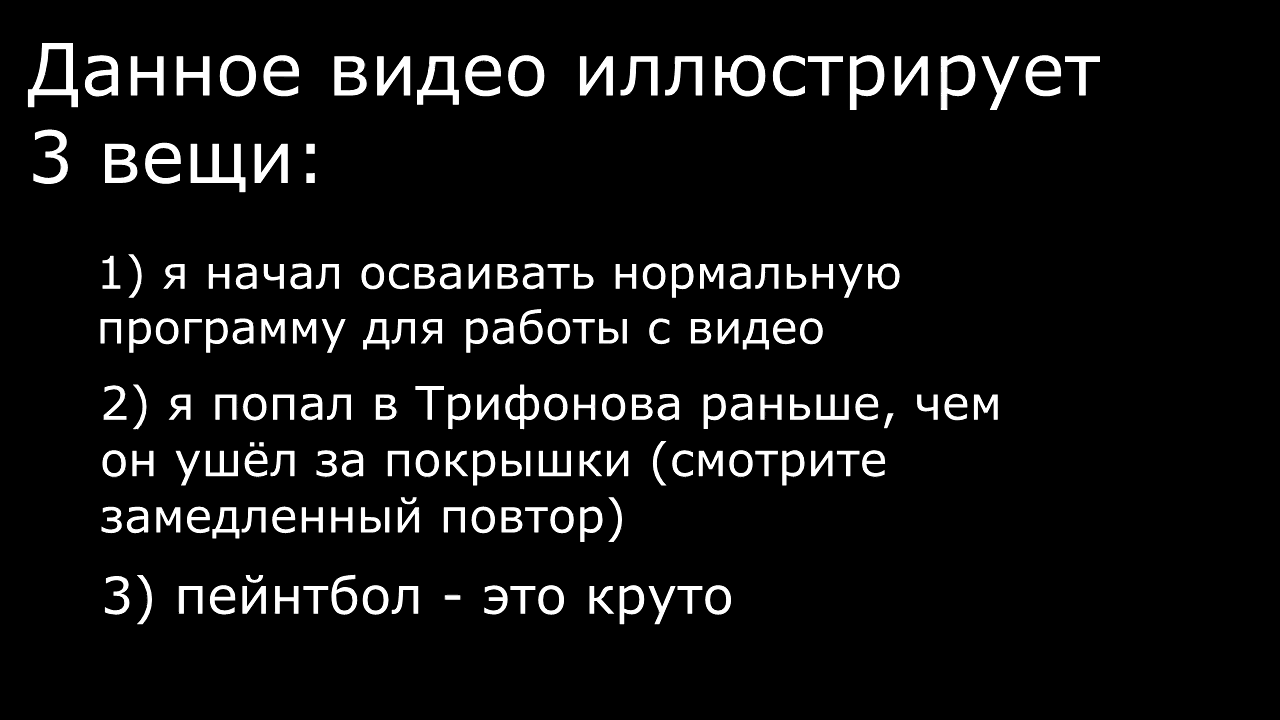 Данное видео иллюстрирует
3 вещи:
1) я начал осваивать нормальную
программу для работы с видео
2) я попал в Трифонова раньше, чем
он ушёл за покрышки (смотрите
замедленный повтор)
3) пейнтбол - это круто